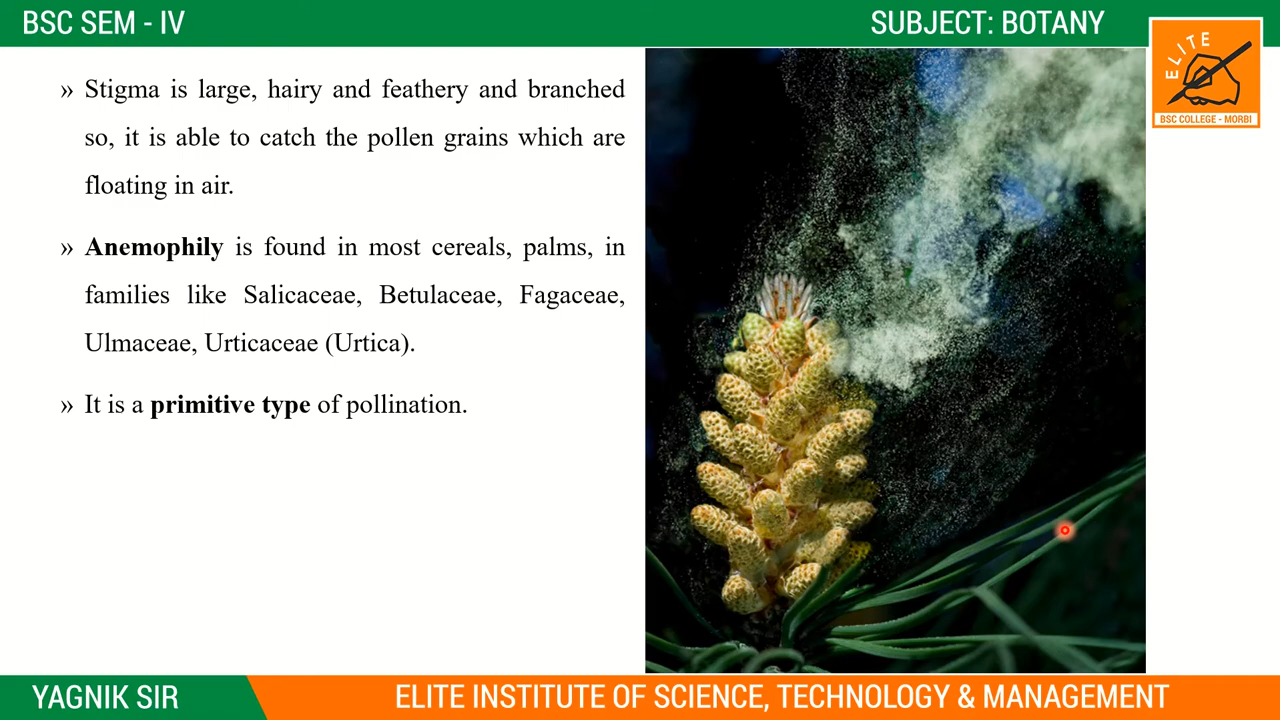 BSC SEM - IV
SUBJECT: BOTANY
ELITE
BSC COLLEGE - MORBI
» Stigma is large, hairy and feathery and branched
so, it is able to catch the pollen grains which are
floating in air.
» Anemophily is found in most cereals, palms, in
families like Salicaceae, Betulaceae, Fagaceae,
Ulmaceae, Urticaceae (Urtica).
» It is a primitive type of pollination.
YAGNIK SIR
ELITE INSTITUTE OF SCIENCE, TECHNOLOGY & MANAGEMENT